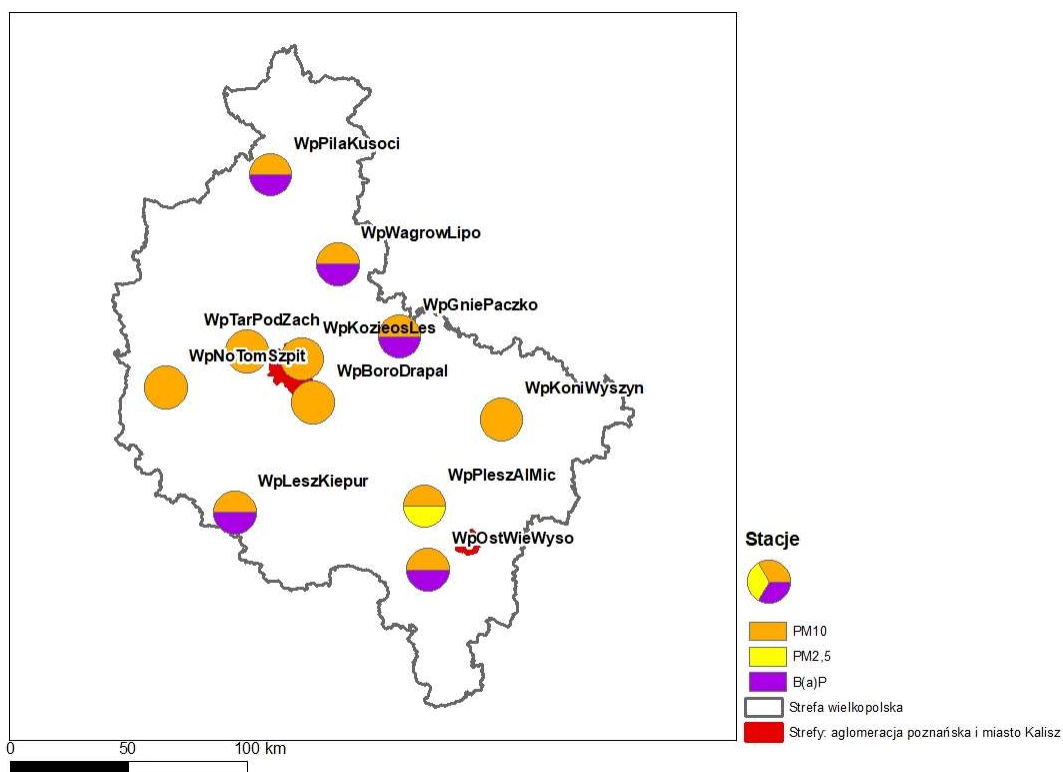 WpPilaKusoci
WpWagrowLipo
WpGniePaczko
WpTarPodZach
WpKozieosLes
WpNoTomSzpit
WpBoroDrapal
WpKoniWyszyn
WpPleszAlMic
WpLeszKiepur
WpOstWieWyso
Stacje
PM10
PM2,5
B(a)P
Strefa wielkopolska
Strefy: aglomeracja poznańska i miasto Kalisz
0 50 100 km